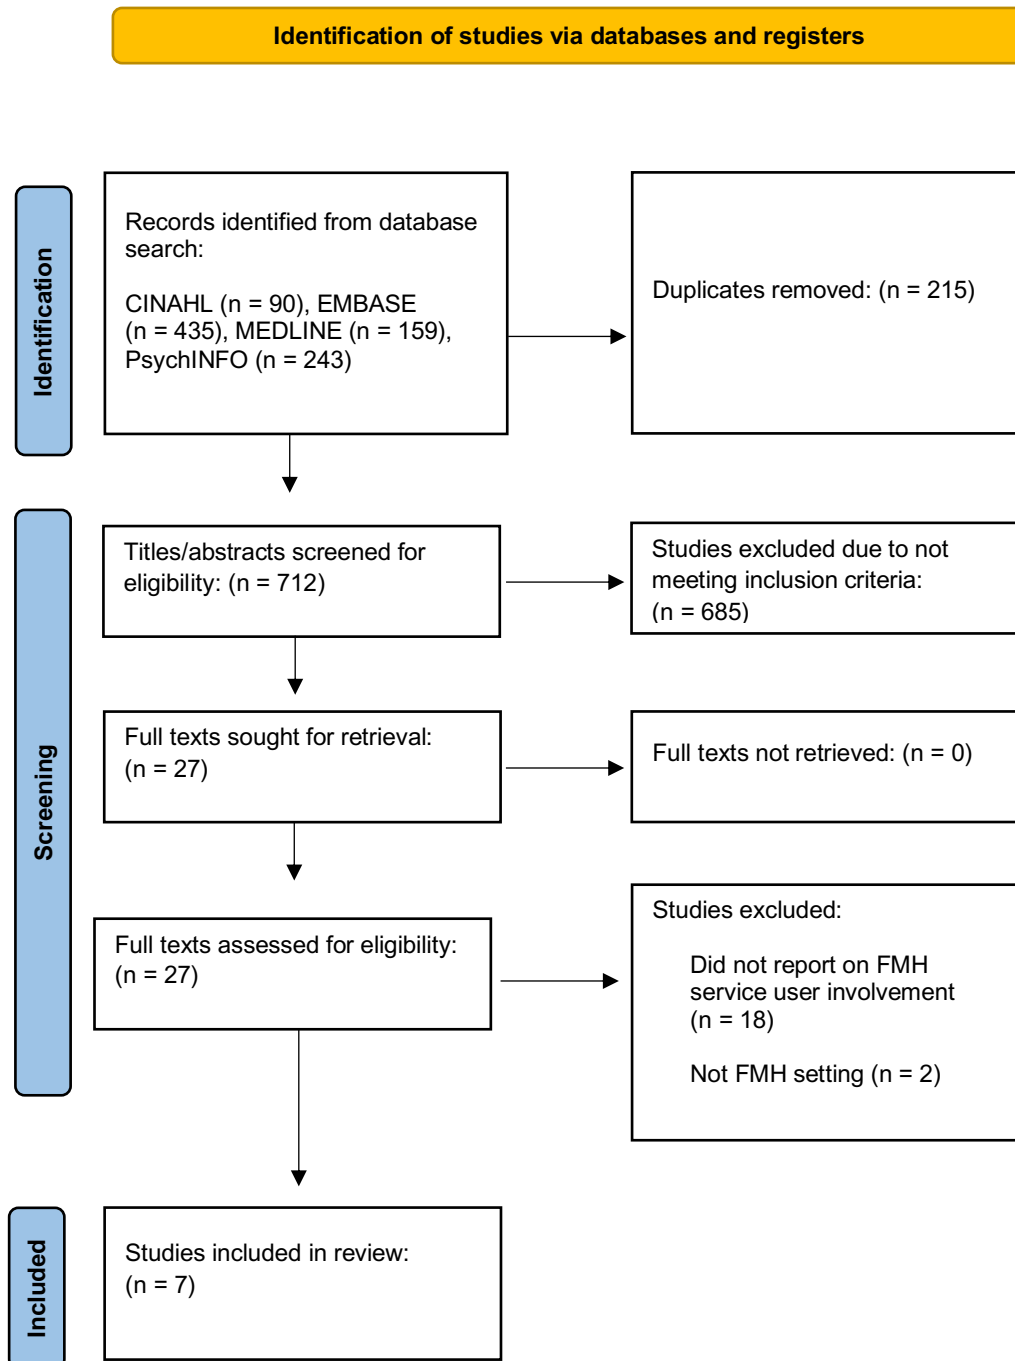 Identification of studies via databases and registers
Identification
Records identified from database
search:
CINAHL (n = 90), EMBASE
(n = 435), MEDLINE (n = 159),
PsychINFO (n = 243)
Duplicates removed: (n = 215)
Screening
Titles/abstracts screened for
eligibility: (n = 712)
Studies excluded due to not
meeting inclusion criteria:
(n = 685)
Full texts sought for retrieval:
(n = 27)
Full texts not retrieved: (n = 0)
Full texts assessed for eligibility:
(n = 27)
Studies excluded:
Did not report on FMH
service user involvement
(n = 18)
Not FMH setting (n = 2)
Included
Studies included in review:
(n = 7)